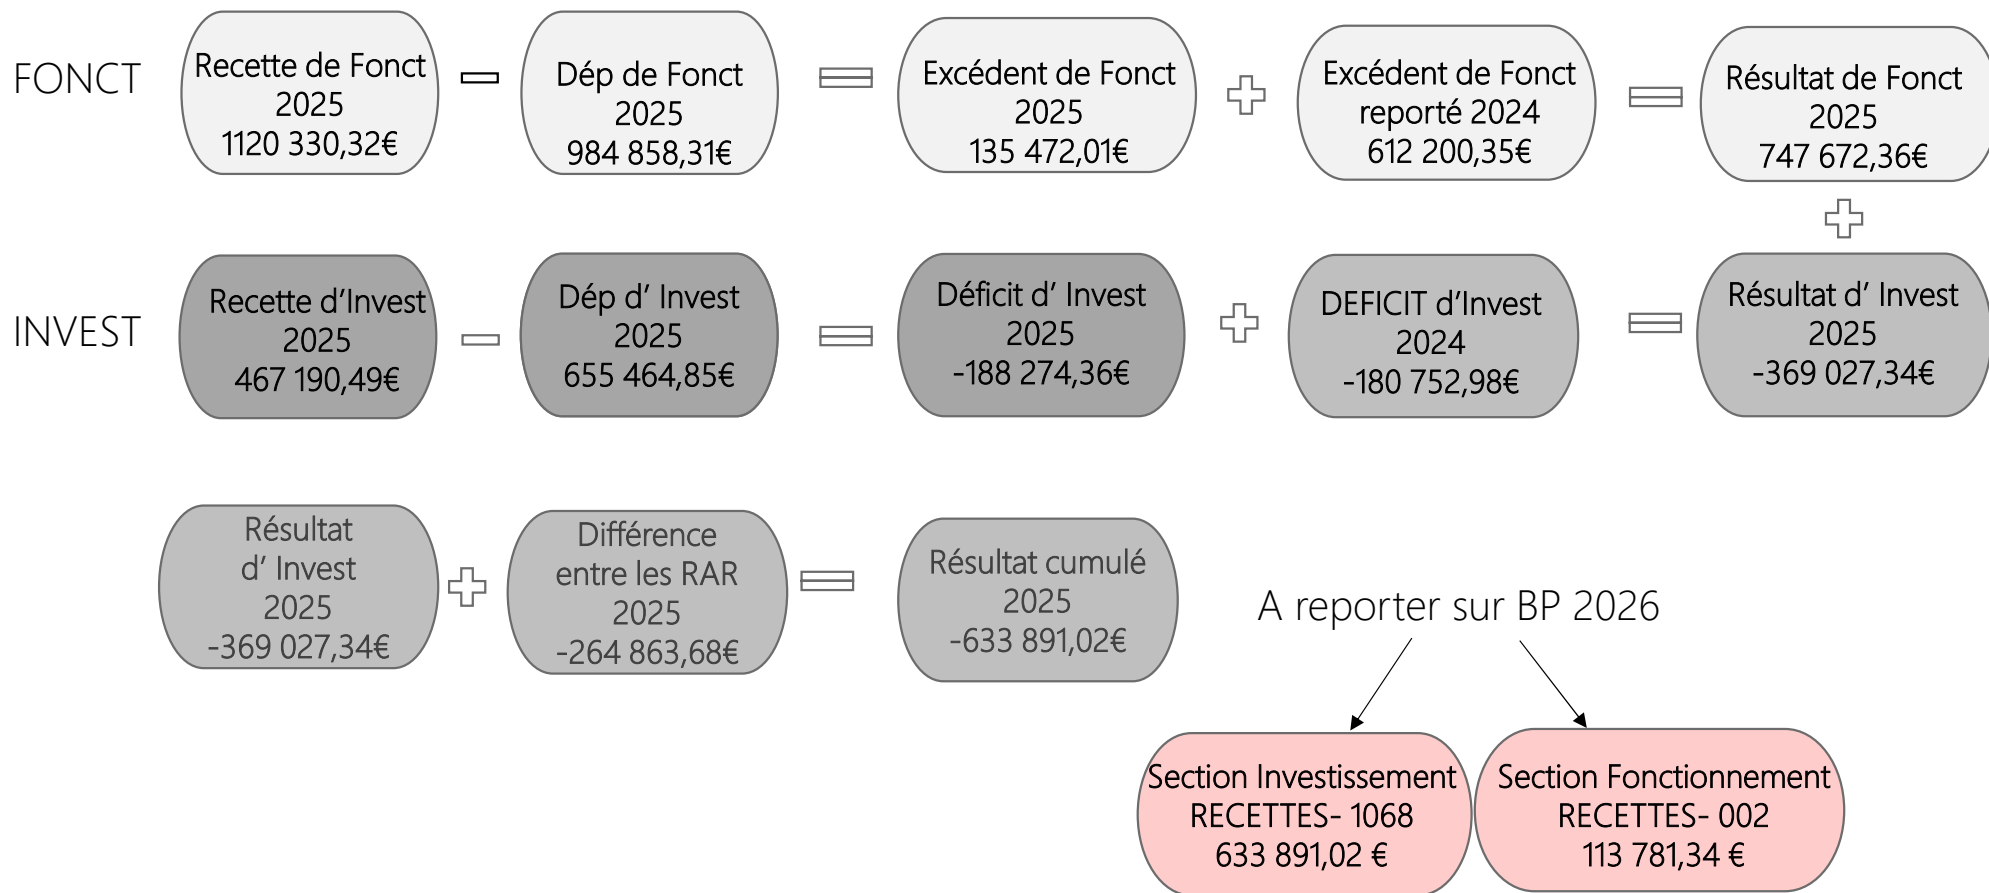 FONCT
Recette de Fonct
2025
1120 330,32€
Dép de Fonct
2025
984 858,31€
Excédent de Fonct
2025
135 472,01€
Excédent de Fonct
reporté 2024
612 200,35€
Résultat de Fonct
2025
747 672,36€
INVEST
Recette d’Invest
2025
467 190,49€
Dép d’ Invest
2025
655 464,85€
Déficit d’ Invest
2025
-188 274,36€
DEFICIT d’Invest
2024
-180 752,98€
Résultat d’ Invest
2025
-369 027,34€
Résultat
d’ Invest
2025
-369 027,34€
Différence
entre les RAR
2025
-264 863,68€
Résultat cumulé
2025
-633 891,02€
A reporter sur BP 2026
Section Investissement
RECETTES- 1068
633 891,02 €
Section Fonctionnement
RECETTES- 002
113 781,34 €